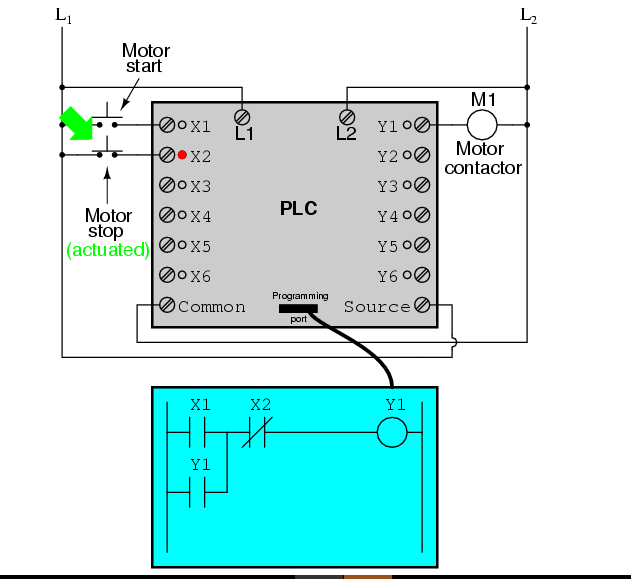 L1
L2
Motor
start
M1
X1
L1
L2
Y1
X2
Y2
Motor
contactor
X3
Y3
PLC
Motor
stop
(actuated)
X4
Y4
X5
Y5
X6
Y6
Programming
port
Common
Source
X1
X2
Y1
Y1